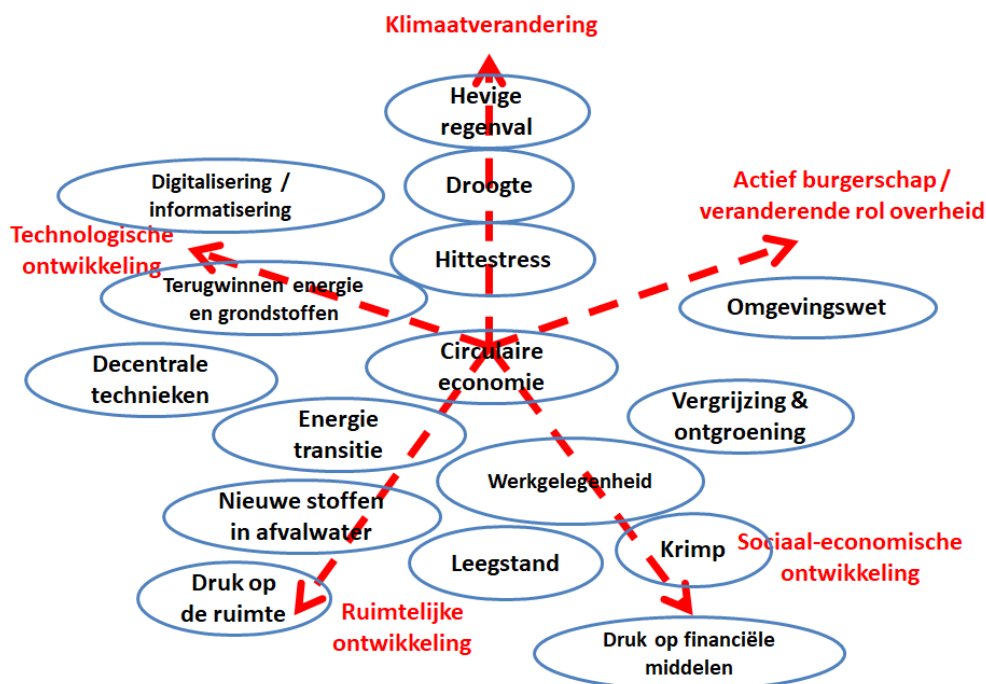 Klimaatverandering
Hevige
regenval
Droogte
Hittestress
Digitalisering /
informatisering
Technologische
ontwikkeling
Terugwinnen energie
en grondstoffen
Actief burgerschap /
veranderende rol overheid
Omgevingswet
Circulaire
economie
Decentrale
technieken
Energie
transitie
Vergrijzing &
ontgroening
Werkgelegenheid
Nieuwe stoffen
in afvalwater
Leegstand
Krimp
Sociaal-economische
ontwikkeling
Druk op
de ruimte
Ruimtelijke
ontwikkeling
Druk op financiële
middelen